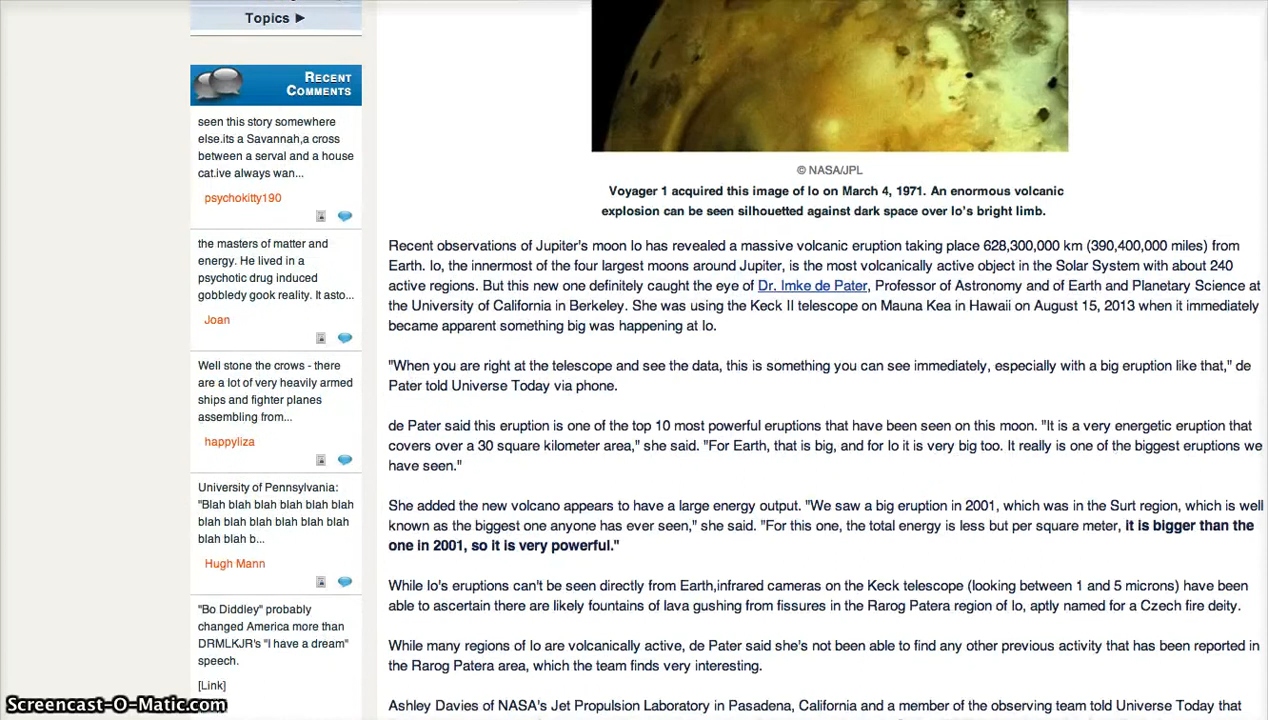 Topics ►
Recent
Comments
seen this story somewhere
else.its a Savannah,a cross
between a serval and a house
cat.ive always wan...
psychokitty190
the masters of matter and
energy. He lived in a
psychotic drug induced
gobbledy gook reality. It asto...
Joan
Well stone the crows - there
are a lot of very heavily armed
ships and fighter planes
assembling from...
happyliza
University of Pennsylvania:
"Blah blah blah blah blah blah
blah blah blah blah blah blah
blah blah b...
Hugh Mann
"Bo Diddley" probably
changed America more than
DRMLKJR's "I have a dream"
speech.
[Link]
© NASA/JPL
Voyager 1 acquired this image of Io on March 4, 1971. An enormous volcanic
explosion can be seen silhouetted against dark space over Io's bright limb.
Recent observations of Jupiter's moon Io has revealed a massive volcanic eruption taking place 628,300,000 km (390,400,000 miles) from
Earth. Io, the innermost of the four largest moons around Jupiter, is the most volcanically active object in the Solar System with about 240
active regions. But this new one definitely caught the eye of Dr. Imke de Pater, Professor of Astronomy and of Earth and Planetary Science at
the University of California in Berkeley. She was using the Keck II telescope on Mauna Kea in Hawaii on August 15, 2013 when it immediately
became apparent something big was happening at Io.
"When you are right at the telescope and see the data, this is something you can see immediately, especially with a big eruption like that," de
Pater told Universe Today via phone.
de Pater said this eruption is one of the top 10 most powerful eruptions that have been seen on this moon. "It is a very energetic eruption that
covers over a 30 square kilometer area," she said. "For Earth, that is big, and for Io it is very big too. It really is one of the biggest eruptions we
have seen."
She added the new volcano appears to have a large energy output. "We saw a big eruption in 2001, which was in the Surt region, which is well
known as the biggest one anyone has ever seen," she said. "For this one, the total energy is less but per square meter, it is bigger than the
one in 2001, so it is very powerful."
While Io's eruptions can't be seen directly from Earth,infrared cameras on the Keck telescope (looking between 1 and 5 microns) have been
able to ascertain there are likely fountains of lava gushing from fissures in the Rarog Patera region of Io, aptly named for a Czech fire deity.
While many regions of Io are volcanically active, de Pater said she's not been able to find any other previous activity that has been reported in
the Rarog Patera area, which the team finds very interesting.
Ashley Davies of NASA's Jet Propulsion Laboratory in Pasadena, California and a member of the observing team told Universe Today that
Screencast-O-Matic.com